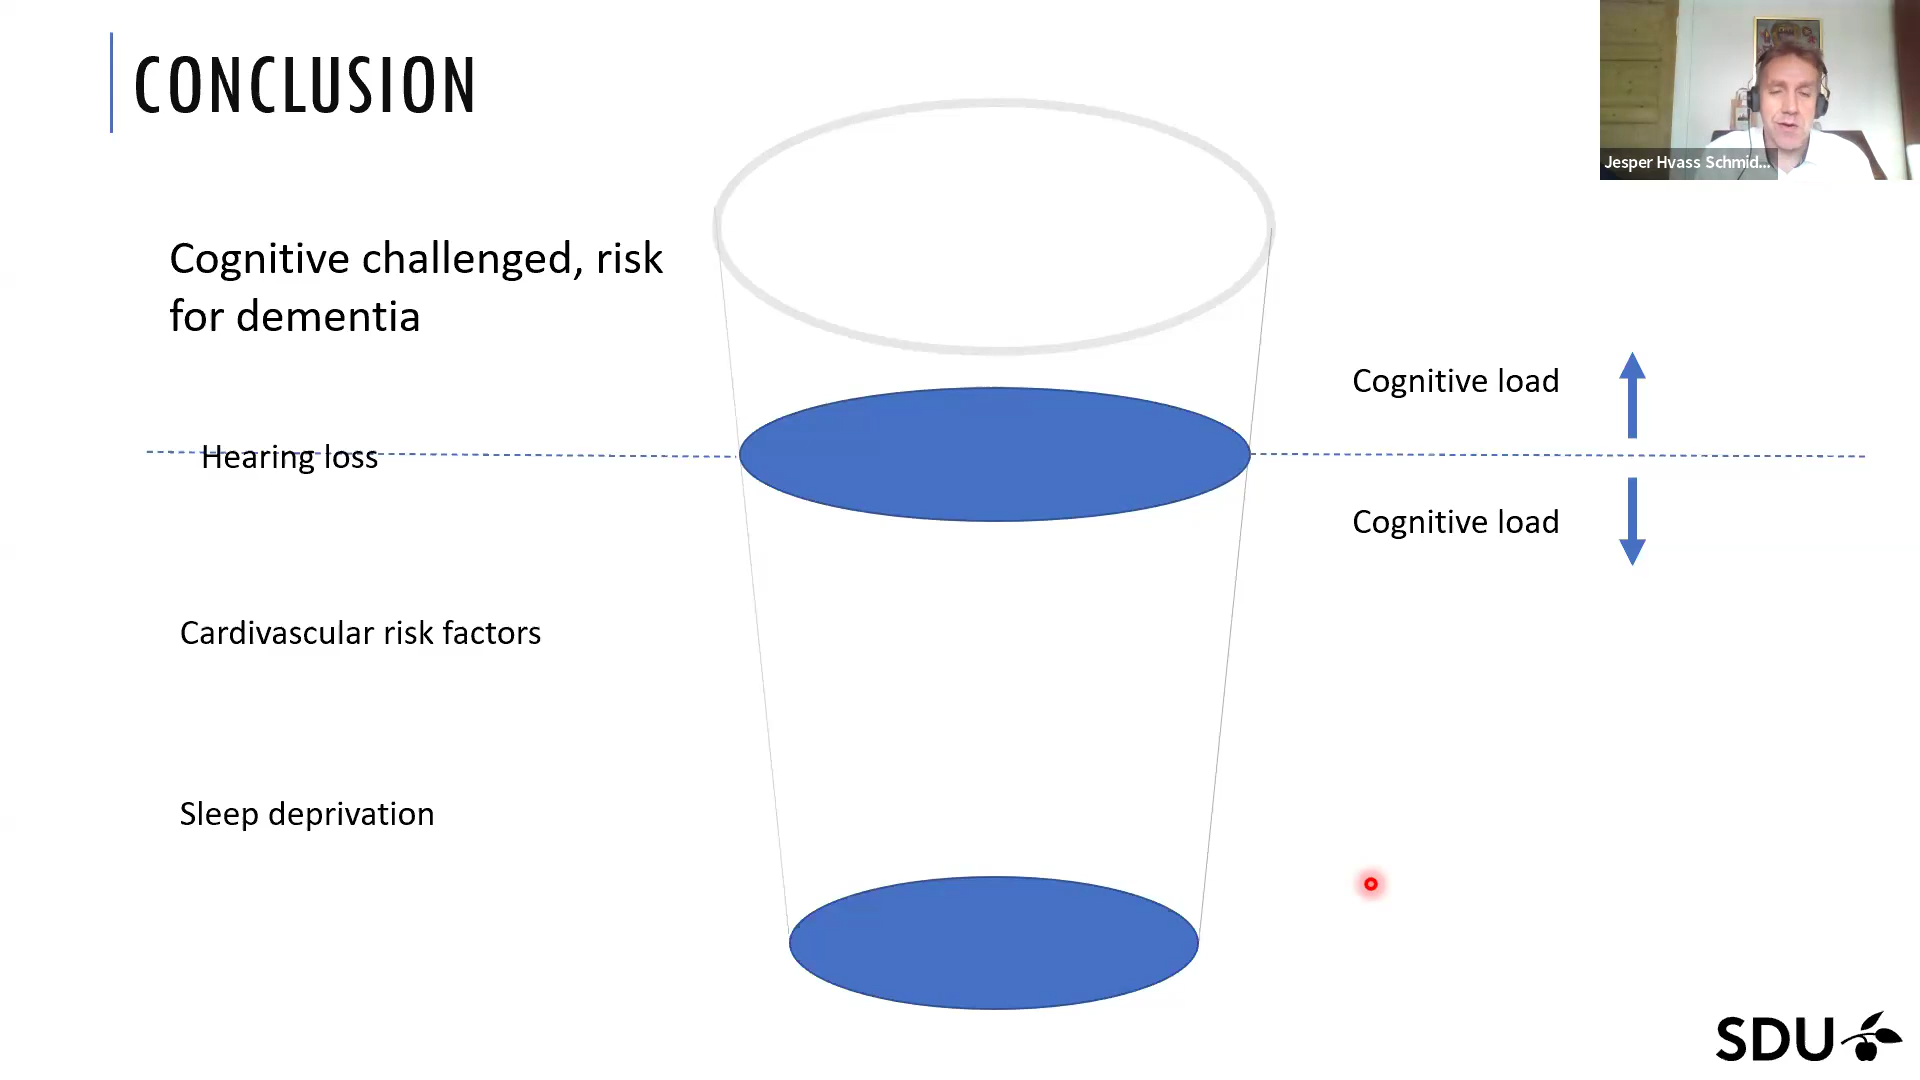 CONCLUSION
Jesper Hvass Schmid...
Cognitive challenged, risk
for dementia
Cognitive load
Hearing loss
Cognitive load
Cardivascular risk factors
Sleep deprivation
SDU